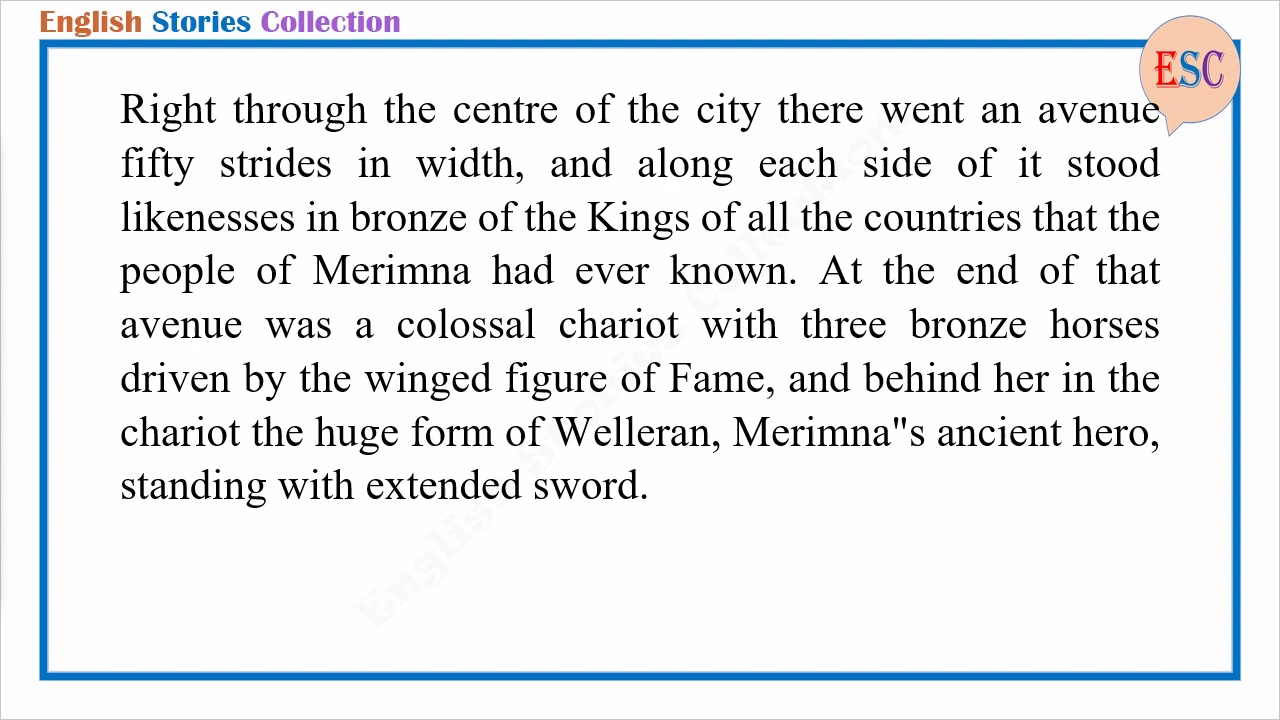 English Stories Collection
ESC
Right through the centre of the city there went an avenue
fifty strides in width, and along each side of it stood
likenesses in bronze of the Kings of all the countries that the
people of Merimna had ever known. At the end of that
avenue was a colossal chariot with three bronze horses
driven by the winged figure of Fame, and behind her in the
chariot the huge form of Welleran, Merimna"s ancient hero,
standing with extended sword.
English Stories Collection